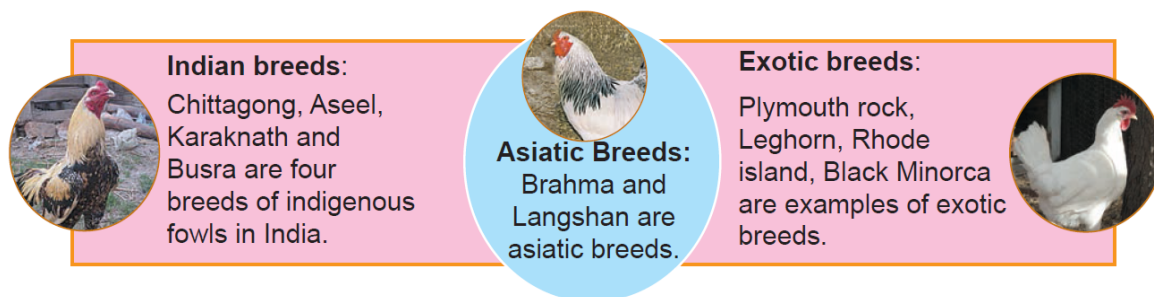 Indian breeds:
Chittagong, Aseel,
Karaknath and
Busra are four
breeds of indigenous
fowls in India.
Asiatic Breeds:
Brahma and
Langshan are
asiatic breeds.
Exotic breeds:
Plymouth rock,
Leghorn, Rhode
island, Black Minorca
are examples of exotic
breeds.